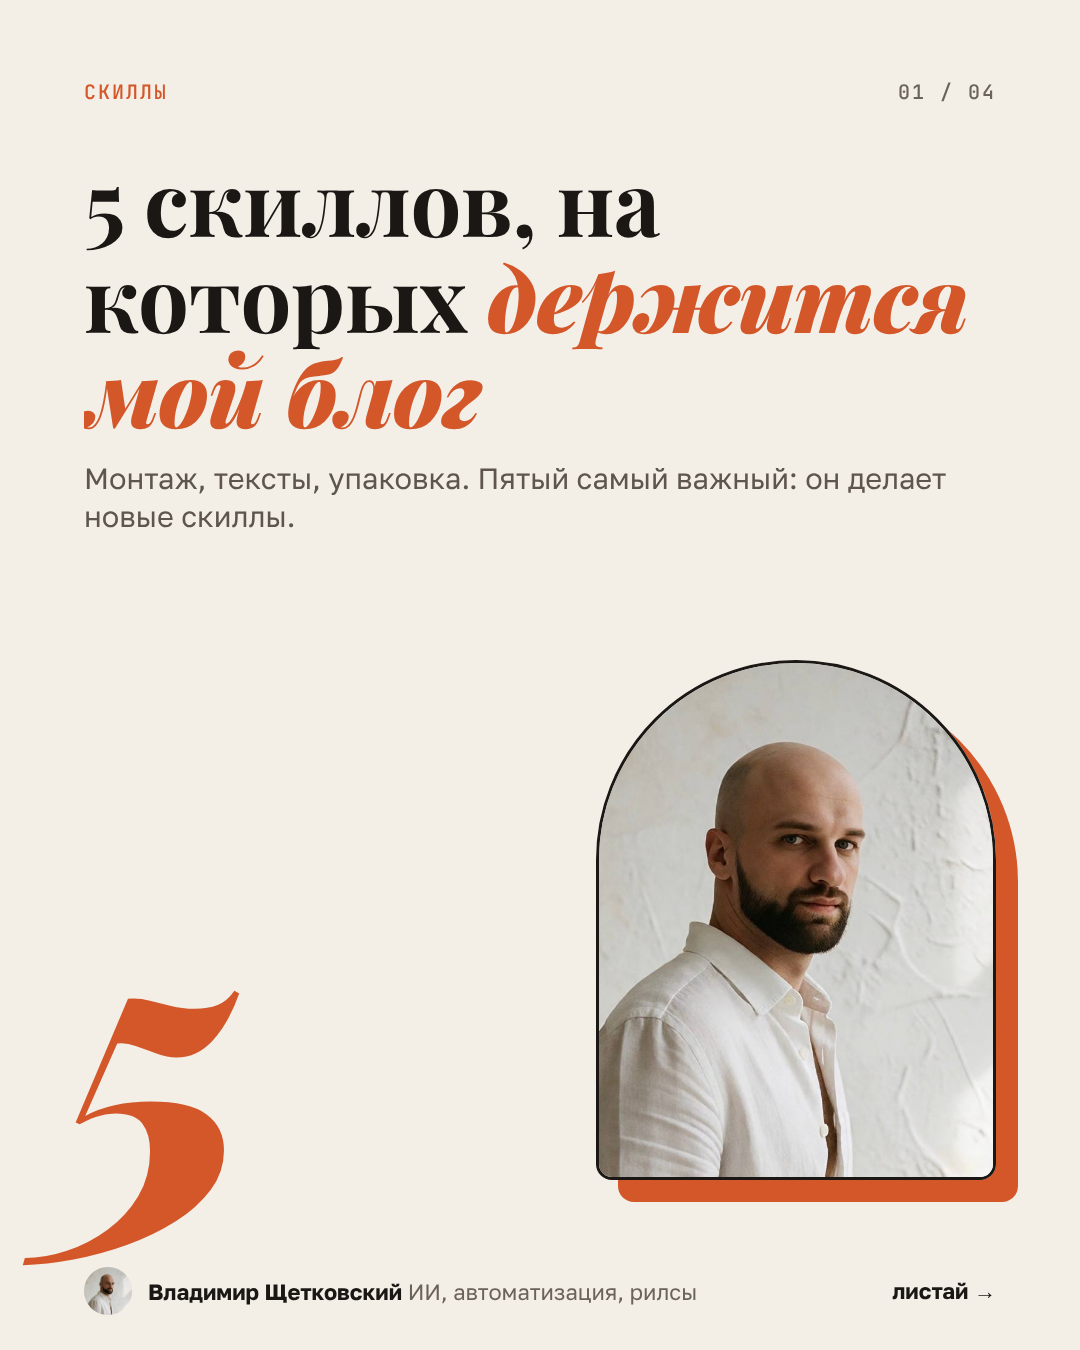 СКИЛЛЫ
01 / 04
5 скиллов, на
которых держится
мой блог
Монтаж, тексты, упаковка. Пятый самый важный: он делает
новые скиллы.
5
Владимир Щетковский ИИ, автоматизация, рилсы
листай →